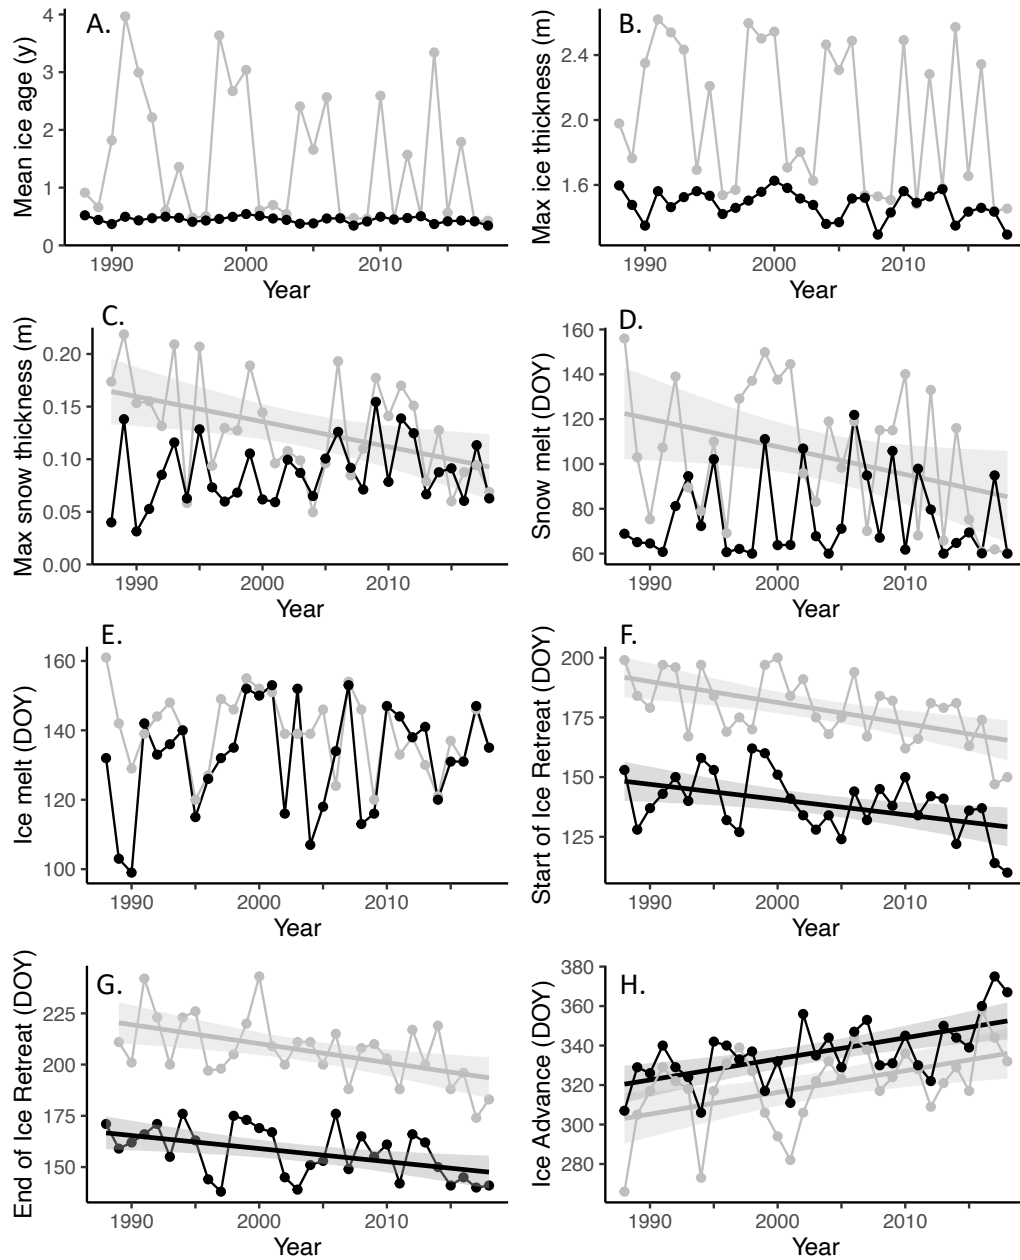 A.
Mean ice age (y)
4
3
2
1
0
1990 2000 2010
Year
B.
Max ice thickness (m)
2.4
2.0
1.6
1990 2000 2010
Year
C.
Max snow thickness (m)
0.20
0.15
0.10
0.05
0.00
1990 2000 2010
Year
D.
Snow melt (DOY)
160
140
120
100
80
60
1990 2000 2010
Year
E.
Ice melt (DOY)
160
140
120
100
1990 2000 2010
Year
F.
Start of Ice Retreat (DOY)
200
175
150
125
1990 2000 2010
Year
G.
End of Ice Retreat (DOY)
225
200
175
150
1990 2000 2010
Year
H.
Ice Advance (DOY)
380
360
340
320
300
280
1990 2000 2010
Year